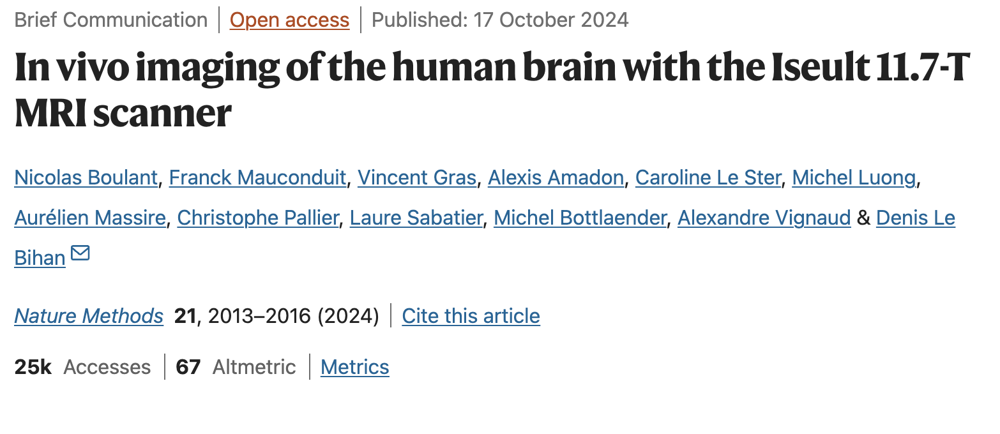 Brief Communication | Open access | Published: 17 October 2024
In vivo imaging of the human brain with the Iseult 11.7-T
MRI scanner
Nicolas Boulant, Franck Mauconduit, Vincent Gras, Alexis Amadon, Caroline Le Ster, Michel Luong,
Aurélien Massire, Christophe Pallier, Laure Sabatier, Michel Bottlaender, Alexandre Vignaud & Denis Le
Bihan
Nature Methods 21, 2013–2016 (2024) | Cite this article
25k Accesses | 67 Altmetric | Metrics